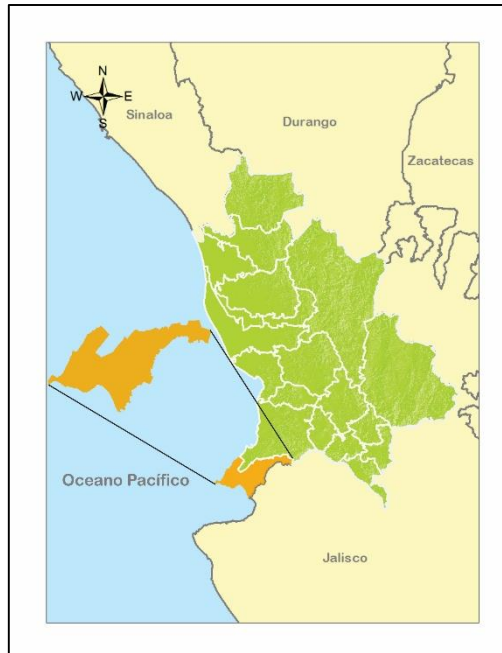 N
W E
S
Sinaloa
Durango
Zacatecas
Oceano Pacífico
Jalisco